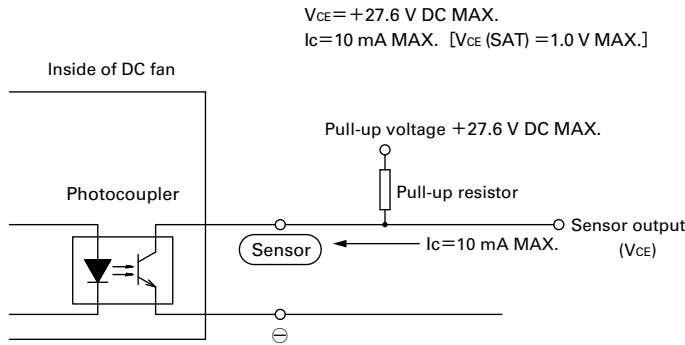 VCE=+27.6 V DC MAX.
Ic=10 mA MAX. [VCE (SAT) =1.0 V MAX.]
Inside of DC fan
Pull-up voltage +27.6 V DC MAX.
Photocoupler
Pull-up resistor
Sensor
Ic=10 mA MAX.
Sensor output
(VCE)
⊖